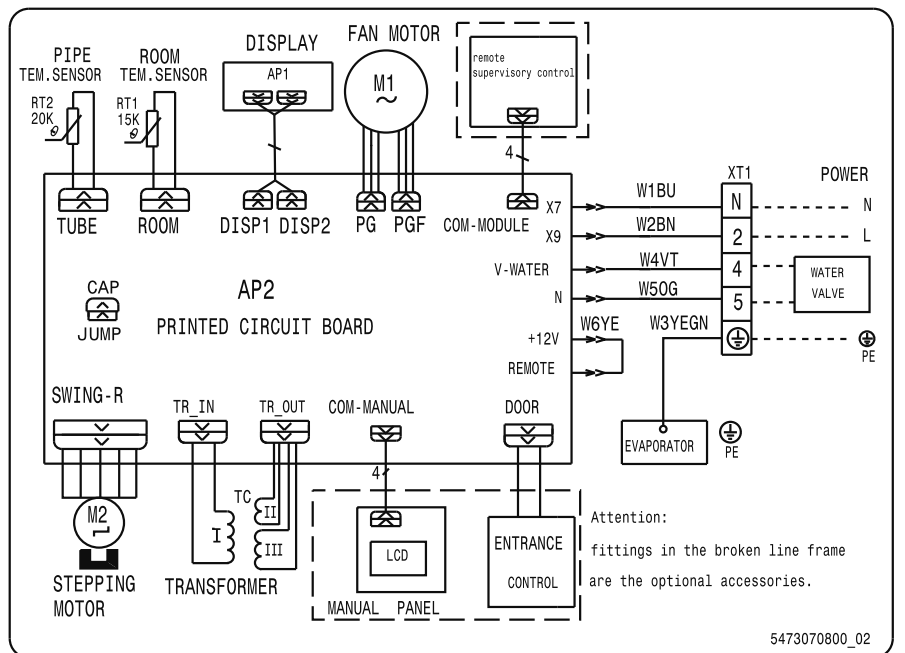 PIPE
TEM.SENSOR
ROOM
TEM.SENSOR
DISPLAY
FAN MOTOR
RT2
20K
θ
RT1
15K
θ
AP1
M1
~
remote
supervisory control
4
TUBE
ROOM
DISP1 DISP2
PG PGF
COM-MODULE
X7
X9
V-WATER
N
+12V
REMOTE
W1BU
W2BN
W4VT
W5OG
W6YE
W3YEGN
XT1
N
2
4
5
POWER
N
L
WATER
VALVE
PE
CAP
JUMP
AP2
PRINTED CIRCUIT BOARD
SWING-R
TR_IN
TR_OUT
COM-MANUAL
DOOR
EVAPORATOR
PE
4
M2
STEPPING
MOTOR
TC
I
II
III
TRANSFORMER
LCD
MANUAL PANEL
ENTRANCE
CONTROL
Attention:
fittings in the broken line frame
are the optional accessories.
5473070800_02